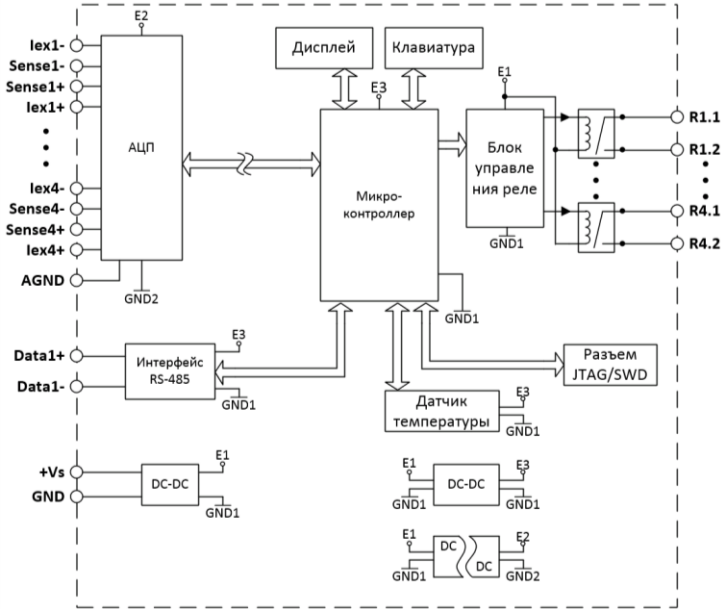 E2
Iex1-
Sense1-
Sense1+
Iex1+
Iex4-
Sense4-
Sense4+
Iex4+
AGND
АЦП
GND2
Дисплей
Клавиатура
E3
Микро-
контроллер
GND1
E1
Блок
управле
ния реле
GND1
R1.1
R1.2
R4.1
R4.2
Data1+
Data1-
Интерфейс
RS-485
E3
GND1
Разъем
JTAG/SWD
Датчик
температуры
E3
GND1
+Vs
GND
DC-DC
E1
GND1
E1
GND1
DC-DC
E3
GND1
E1
GND1
DC
DC
E2
GND2